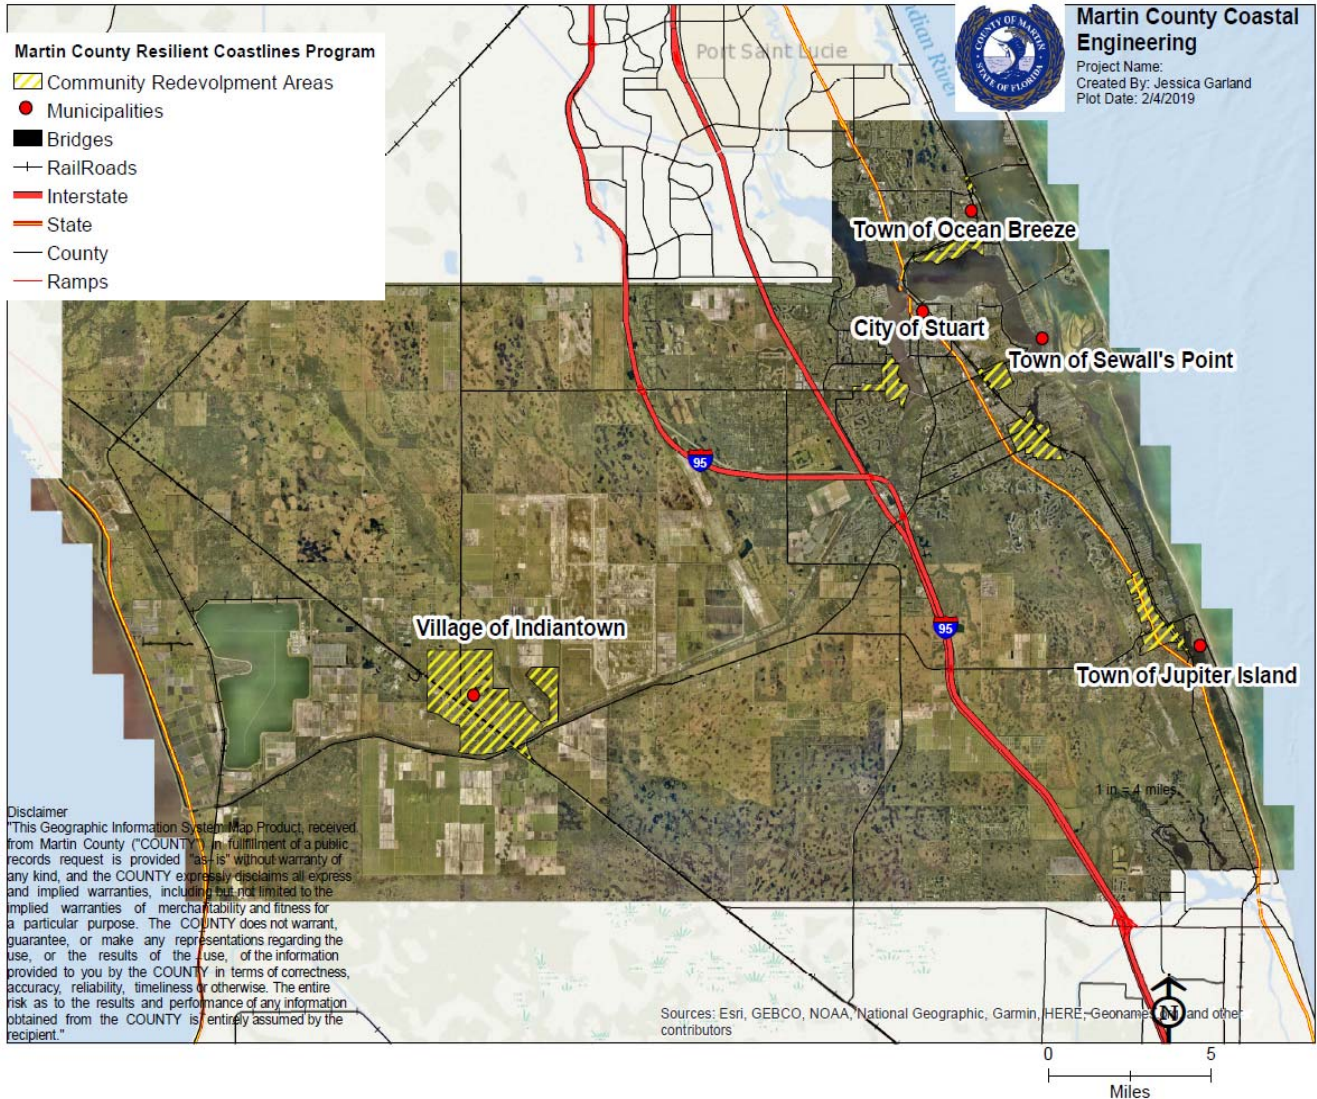 Martin County Resilient Coastlines Program
Community Redevolpment Areas
Municipalities
Bridges
RailRoads
Interstate
State
County
Ramps
Port Saint Lucie
Indian River
COUNTY OF MARTIN
STATE OF FLORIDA
Martin County Coastal
Engineering
Project Name:
Created By: Jessica Garland
Plot Date: 2/4/2019
Town of Ocean Breeze
City of Stuart
Town of Sewall's Point
95
Village of Indiantown
95
Town of Jupiter Island
1 in = 4 miles
Disclaimer
"This Geographic Information System Map Product, received
from Martin County ("COUNTY") in fulfillment of a public
records request is provided "as-is" without warranty of
any kind, and the COUNTY expressly disclaims all express
and implied warranties, including but not limited to the
implied warranties of merchantability and fitness for
a particular purpose. The COUNTY does not warrant,
guarantee, or make any representations regarding the
use, or the results of the use, of the information
provided to you by the COUNTY in terms of correctness,
accuracy, reliability, timeliness or otherwise. The entire
risk as to the results and performance of any information
obtained from the COUNTY is entirely assumed by the
recipient."
Sources: Esri, GEBCO, NOAA, National Geographic, Garmin, HERE, Geonames.org, and other
contributors
N
0 5
Miles